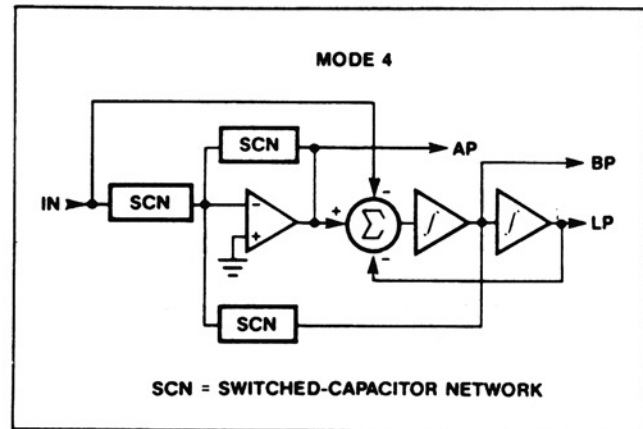 MODE 4
SCN
AP
BP
IN
SCN
-
-
+
∫
∫
LP
+
Σ
-
SCN
SCN = SWITCHED-CAPACITOR NETWORK